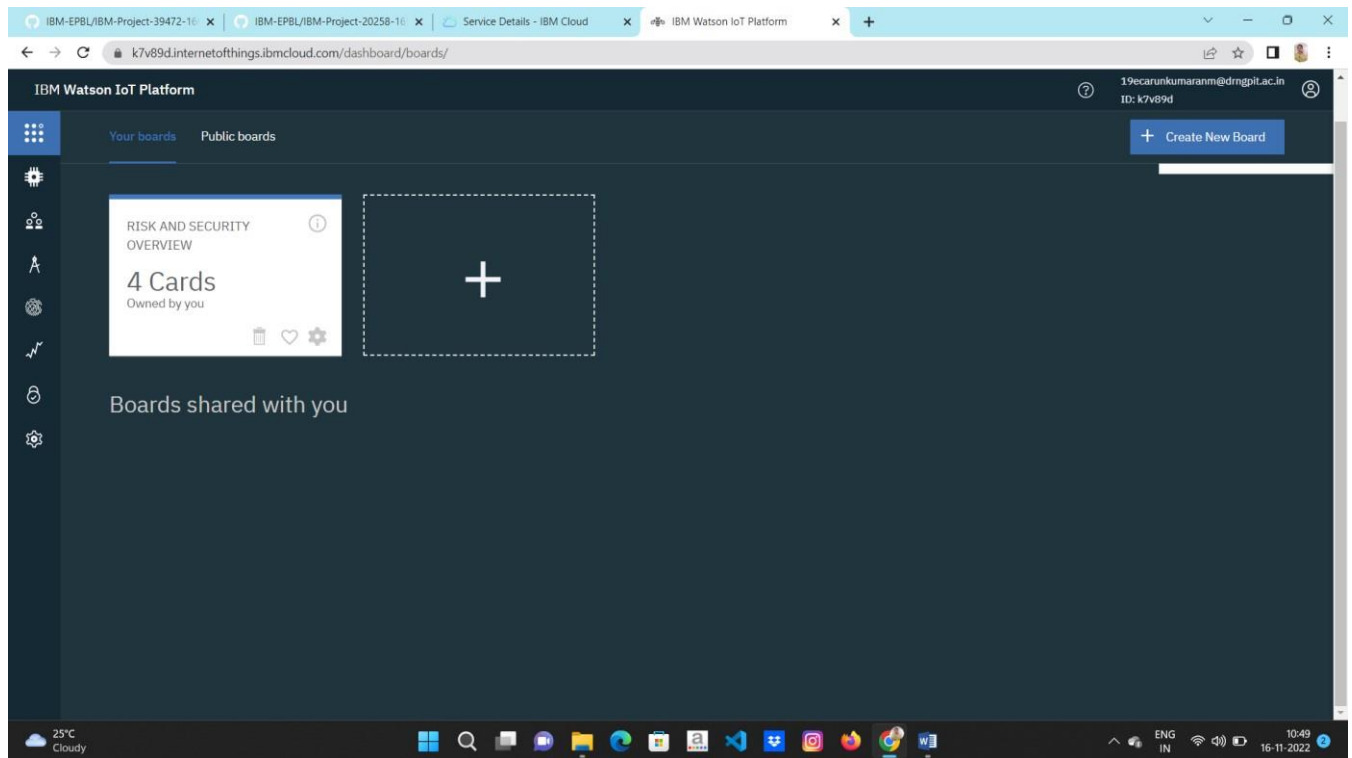 IBM-EPBL/IBM-Project-39472-16
IBM-EPBL/IBM-Project-20258-16
Service Details - IBM Cloud
IBM Watson IoT Platform
k7v89d.internetofthings.ibmcloud.com/dashboard/boards/
IBM Watson IoT Platform
19ecarunkumaranm@drngpit.ac.in
ID: k7v89d
Your boards
Public boards
+ Create New Board
RISK AND SECURITY
OVERVIEW
4 Cards
Owned by you
Boards shared with you
25°C
Cloudy
ENG
IN
10:49
16-11-2022
2